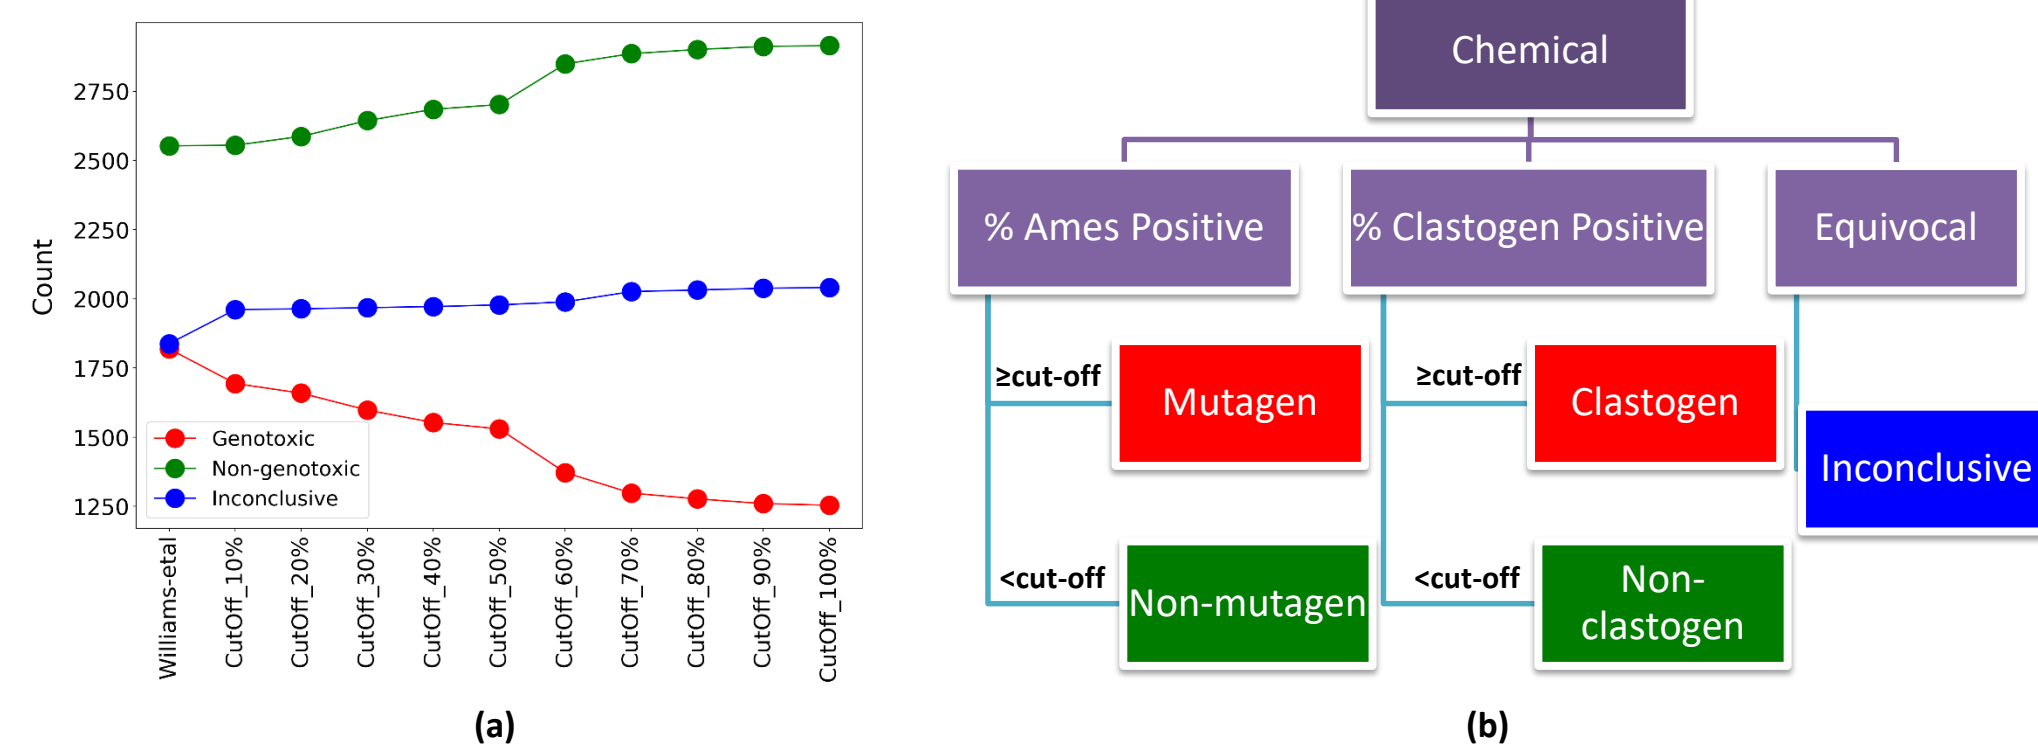 2750
2500
2250
2000
1750
1500
1250
Count
Genotoxic
Non-genotoxic
Inconclusive
Williams-etal
CutOff_10%
CutOff_20%
CutOff_30%
CutOff_40%
CutOff_50%
CutOff_60%
CutOff_70%
CutOff_80%
CutOff_90%
CutOff_100%
(a)
Chemical
% Ames Positive
% Clastogen Positive
Equivocal
≥cut-off
Mutagen
≥cut-off
Clastogen
Inconclusive
<cut-off
Non-mutagen
<cut-off
Non-
clastogen
(b)